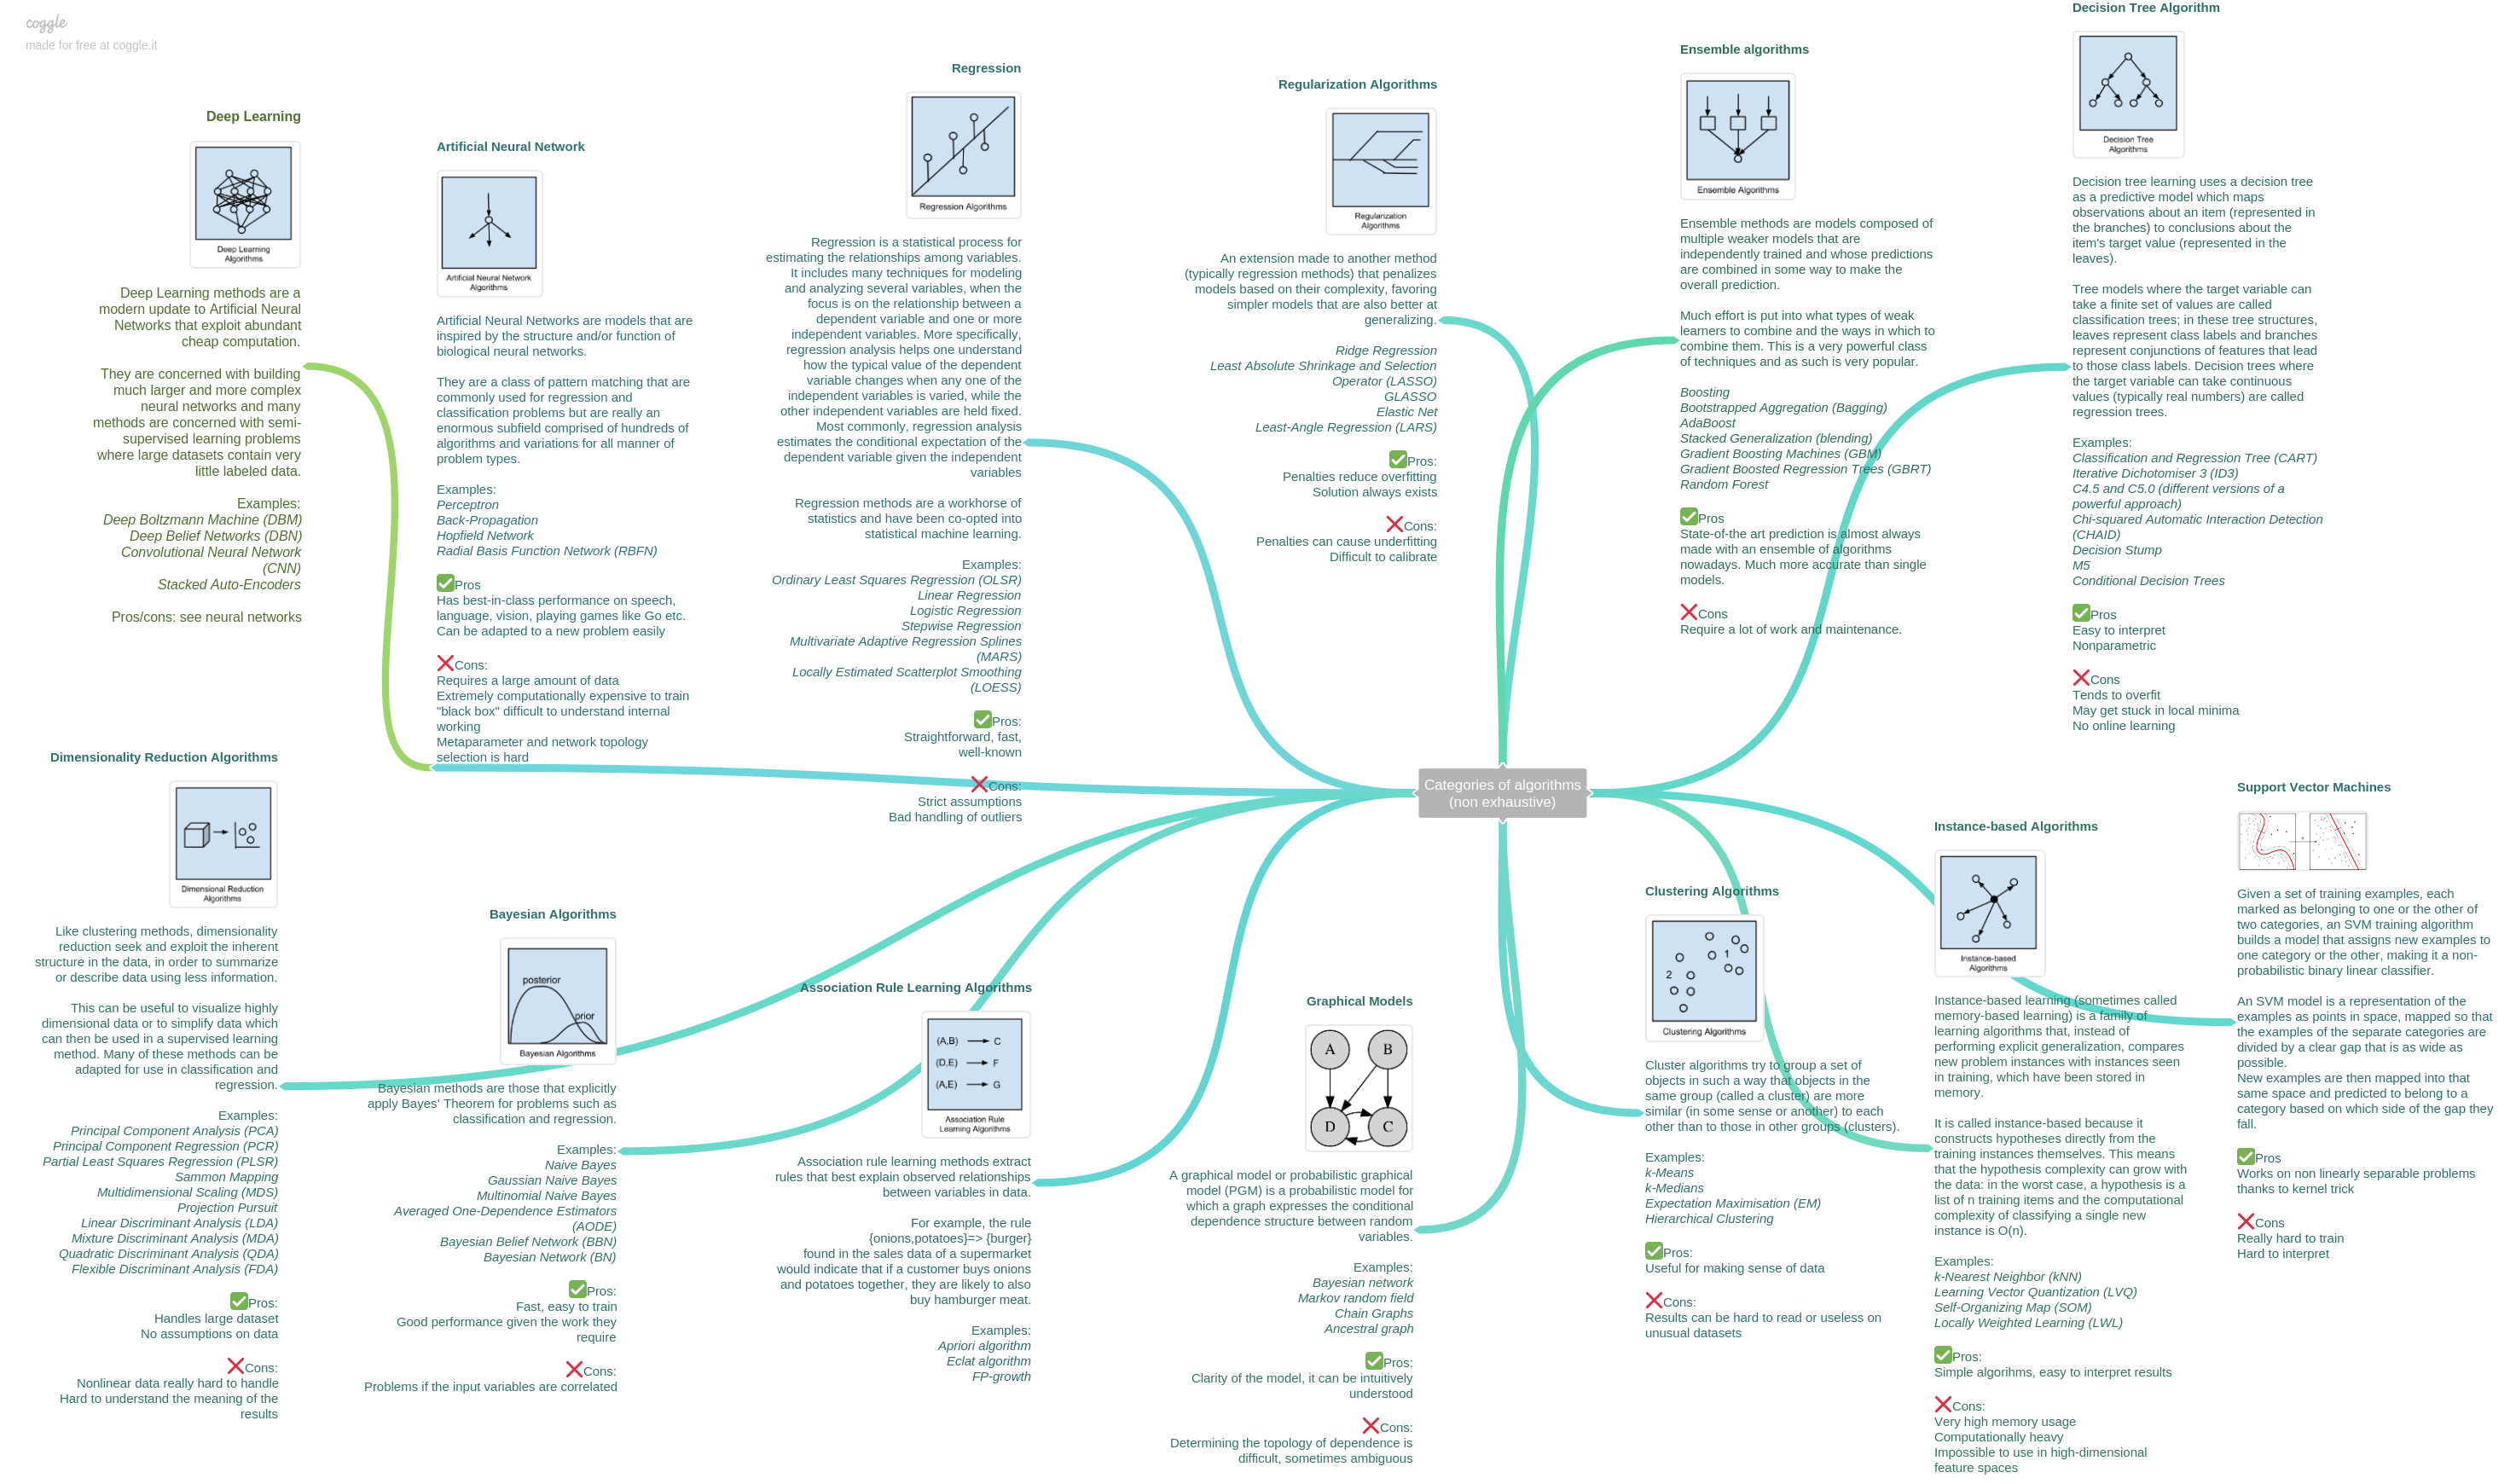 coggle
made for free at coggle.it
Deep Learning
Deep Learning
Algorithms
Deep Learning methods are a
modern update to Artificial Neural
Networks that exploit abundant
cheap computation.
They are concerned with building
much larger and more complex
neural networks and many
methods are concerned with semi-
supervised learning problems
where large datasets contain very
little labeled data.
Examples:
Deep Boltzmann Machine (DBM)
Deep Belief Networks (DBN)
Convolutional Neural Network
(CNN)
Stacked Auto-Encoders
Pros/cons: see neural networks
Artificial Neural Network
Artificial Neural Network
Algorithms
Artificial Neural Networks are models that are
inspired by the structure and/or function of
biological neural networks.
They are a class of pattern matching that are
commonly used for regression and
classification problems but are really an
enormous subfield comprised of hundreds of
algorithms and variations for all manner of
problem types.
Examples:
Perceptron
Back-Propagation
Hopfield Network
Radial Basis Function Network (RBFN)
✅Pros
Has best-in-class performance on speech,
language, vision, playing games like Go etc.
Can be adapted to a new problem easily
❌Cons:
Requires a large amount of data
Extremely computationally expensive to train
"black box" difficult to understand internal
working
Metaparameter and network topology
selection is hard
Regression
Regression Algorithms
Regression is a statistical process for
estimating the relationships among variables.
It includes many techniques for modeling
and analyzing several variables, when the
focus is on the relationship between a
dependent variable and one or more
independent variables. More specifically,
regression analysis helps one understand
how the typical value of the dependent
variable changes when any one of the
independent variables is varied, while the
other independent variables are held fixed.
Most commonly, regression analysis
estimates the conditional expectation of the
dependent variable given the independent
variables
Regression methods are a workhorse of
statistics and have been co-opted into
statistical machine learning.
Examples:
Ordinary Least Squares Regression (OLSR)
Linear Regression
Logistic Regression
Stepwise Regression
Multivariate Adaptive Regression Splines
(MARS)
Locally Estimated Scatterplot Smoothing
(LOESS)
✅Pros:
Straightforward, fast,
well-known
❌Cons:
Strict assumptions
Bad handling of outliers
Regularization Algorithms
Regularization
Algorithms
An extension made to another method
(typically regression methods) that penalizes
models based on their complexity, favoring
simpler models that are also better at
generalizing.
Ridge Regression
Least Absolute Shrinkage and Selection
Operator (LASSO)
GLASSO
Elastic Net
Least-Angle Regression (LARS)
✅Pros:
Penalties reduce overfitting
Solution always exists
❌Cons:
Penalties can cause underfitting
Difficult to calibrate
Ensemble algorithms
Ensemble Algorithms
Ensemble methods are models composed of
multiple weaker models that are
independently trained and whose predictions
are combined in some way to make the
overall prediction.
Much effort is put into what types of weak
learners to combine and the ways in which to
combine them. This is a very powerful class
of techniques and as such is very popular.
Boosting
Bootstrapped Aggregation (Bagging)
AdaBoost
Stacked Generalization (blending)
Gradient Boosting Machines (GBM)
Gradient Boosted Regression Trees (GBRT)
Random Forest
✅Pros
State-of-the art prediction is almost always
made with an ensemble of algorithms
nowadays. Much more accurate than single
models.
❌Cons
Require a lot of work and maintenance.
Decision Tree Algorithm
Decision Tree
Algorithms
Decision tree learning uses a decision tree
as a predictive model which maps
observations about an item (represented in
the branches) to conclusions about the
item's target value (represented in the
leaves).
Tree models where the target variable can
take a finite set of values are called
classification trees; in these tree structures,
leaves represent class labels and branches
represent conjunctions of features that lead
to those class labels. Decision trees where
the target variable can take continuous
values (typically real numbers) are called
regression trees.
Examples:
Classification and Regression Tree (CART)
Iterative Dichotomiser 3 (ID3)
C4.5 and C5.0 (different versions of a
powerful approach)
Chi-squared Automatic Interaction Detection
(CHAID)
Decision Stump
M5
Conditional Decision Trees
✅Pros
Easy to interpret
Nonparametric
❌Cons
Tends to overfit
May get stuck in local minima
No online learning
Categories of algorithms
(non exhaustive)
Dimensionality Reduction Algorithms
Dimensional Reduction
Algorithms
Like clustering methods, dimensionality
reduction seek and exploit the inherent
structure in the data, in order to summarize
or describe data using less information.
This can be useful to visualize highly
dimensional data or to simplify data which
can then be used in a supervised learning
method. Many of these methods can be
adapted for use in classification and
regression.
Examples:
Principal Component Analysis (PCA)
Principal Component Regression (PCR)
Partial Least Squares Regression (PLSR)
Sammon Mapping
Multidimensional Scaling (MDS)
Projection Pursuit
Linear Discriminant Analysis (LDA)
Mixture Discriminant Analysis (MDA)
Quadratic Discriminant Analysis (QDA)
Flexible Discriminant Analysis (FDA)
✅Pros:
Handles large dataset
No assumptions on data
❌Cons:
Nonlinear data really hard to handle
Hard to understand the meaning of the
results
Bayesian Algorithms
posterior
prior
Bayesian Algorithms
Bayesian methods are those that explicitly
apply Bayes' Theorem for problems such as
classification and regression.
Examples:
Naive Bayes
Gaussian Naive Bayes
Multinomial Naive Bayes
Averaged One-Dependence Estimators
(AODE)
Bayesian Belief Network (BBN)
Bayesian Network (BN)
✅Pros:
Fast, easy to train
Good performance given the work they
require
❌Cons:
Problems if the input variables are correlated
Association Rule Learning Algorithms
(A,B) C
(D,E) F
(A,E) G
Association Rule
Learning Algorithms
Association rule learning methods extract
rules that best explain observed relationships
between variables in data.
For example, the rule
{onions,potatoes}=> {burger}
found in the sales data of a supermarket
would indicate that if a customer buys onions
and potatoes together, they are likely to also
buy hamburger meat.
Examples:
Apriori algorithm
Eclat algorithm
FP-growth
Graphical Models
A B
D C
A graphical model or probabilistic graphical
model (PGM) is a probabilistic model for
which a graph expresses the conditional
dependence structure between random
variables.
Examples:
Bayesian network
Markov random field
Chain Graphs
Ancestral graph
✅Pros:
Clarity of the model, it can be intuitively
understood
❌Cons:
Determining the topology of dependence is
difficult, sometimes ambiguous
Clustering Algorithms
1
2
Clustering Algorithms
Cluster algorithms try to group a set of
objects in such a way that objects in the
same group (called a cluster) are more
similar (in some sense or another) to each
other than to those in other groups (clusters).
Examples:
k-Means
k-Medians
Expectation Maximisation (EM)
Hierarchical Clustering
✅Pros:
Useful for making sense of data
❌Cons:
Results can be hard to read or useless on
unusual datasets
Instance-based Algorithms
Instance-based
Algorithms
Instance-based learning (sometimes called
memory-based learning) is a family of
learning algorithms that, instead of
performing explicit generalization, compares
new problem instances with instances seen
in training, which have been stored in
memory.
It is called instance-based because it
constructs hypotheses directly from the
training instances themselves. This means
that the hypothesis complexity can grow with
the data: in the worst case, a hypothesis is a
list of n training items and the computational
complexity of classifying a single new
instance is O(n).
Examples:
k-Nearest Neighbor (kNN)
Learning Vector Quantization (LVQ)
Self-Organizing Map (SOM)
Locally Weighted Learning (LWL)
✅Pros:
Simple algorihms, easy to interpret results
❌Cons:
Very high memory usage
Computationally heavy
Impossible to use in high-dimensional
feature spaces
Support Vector Machines
Given a set of training examples, each
marked as belonging to one or the other of
two categories, an SVM training algorithm
builds a model that assigns new examples to
one category or the other, making it a non-
probabilistic binary linear classifier.
An SVM model is a representation of the
examples as points in space, mapped so that
the examples of the separate categories are
divided by a clear gap that is as wide as
possible.
New examples are then mapped into that
same space and predicted to belong to a
category based on which side of the gap they
fall.
✅Pros
Works on non linearly separable problems
thanks to kernel trick
❌Cons
Really hard to train
Hard to interpret